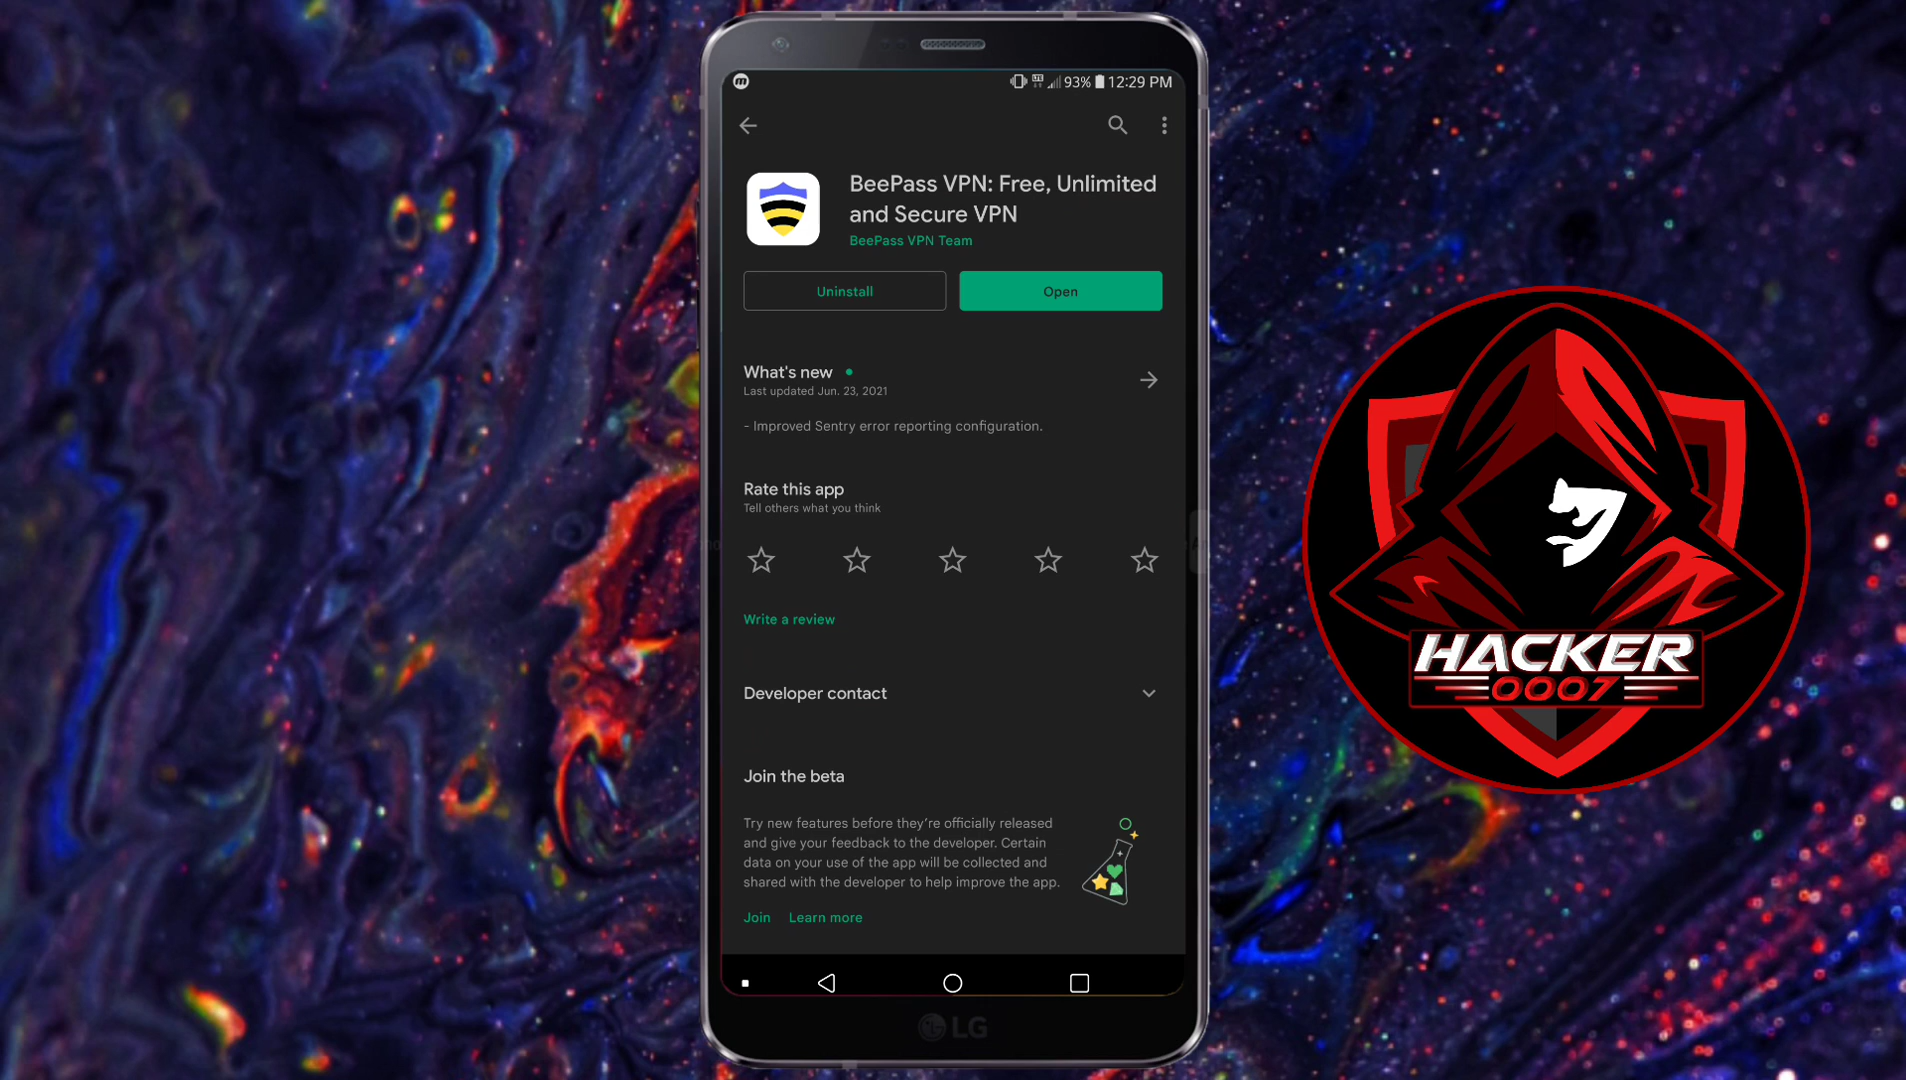 LTE
93% 12:29 PM
BeePass VPN: Free, Unlimited
and Secure VPN
BeePass VPN Team
Uninstall
Open
What's new
Last updated Jun. 23, 2021
- Improved Sentry error reporting configuration.
Rate this app
Tell others what you think
Write a review
Developer contact
Join the beta
Try new features before they're officially released
and give your feedback to the developer. Certain
data on your use of the app will be collected and
shared with the developer to help improve the app.
Join Learn more
LG
HACKER
0007